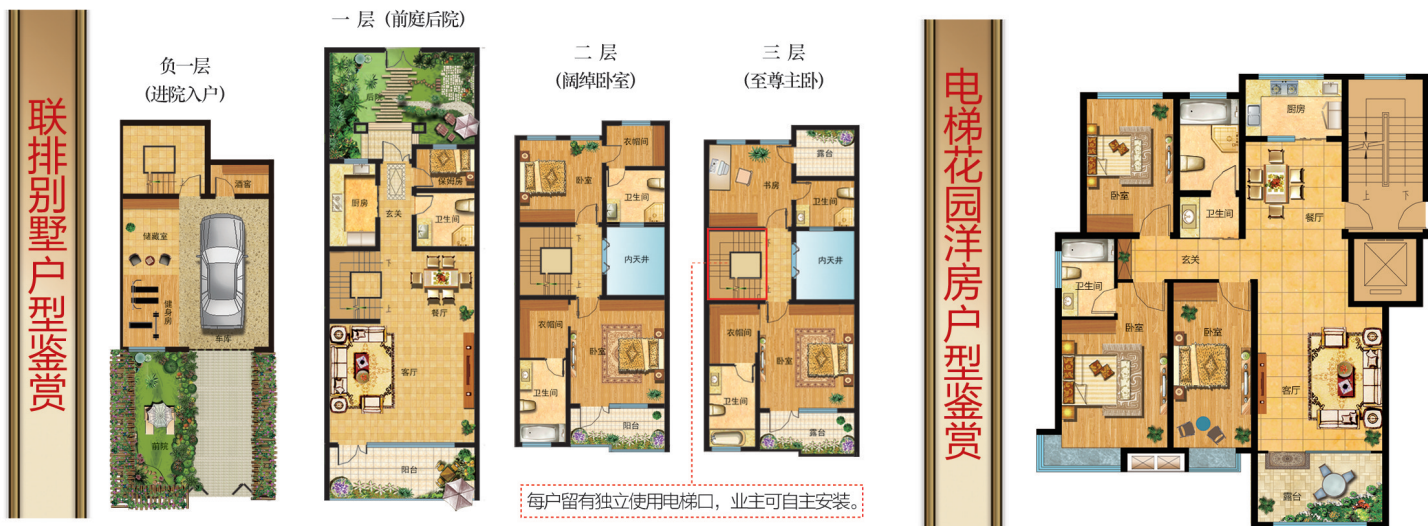 联排别墅户型鉴赏
负一层
(进院入户)
酒窖
储藏室
健身房
车库
前院
一 层 (前庭后院)
后院
保姆房
厨房
玄关
卫生间
下
上
餐厅
客厅
阳台
二 层
(阔绰卧室)
衣帽间
卧室
卫生间
下
内天井
上
衣帽间
卧室
卫生间
阳台
三 层
(至尊主卧)
露台
书房
卫生间
下
内天井
衣帽间
卧室
卫生间
露台
每户留有独立使用电梯口，业主可自主安装。
电梯花园洋房户型鉴赏
厨房
卧室
卫生间
餐厅
上
下
玄关
卫生间
卧室
卧室
客厅
露台